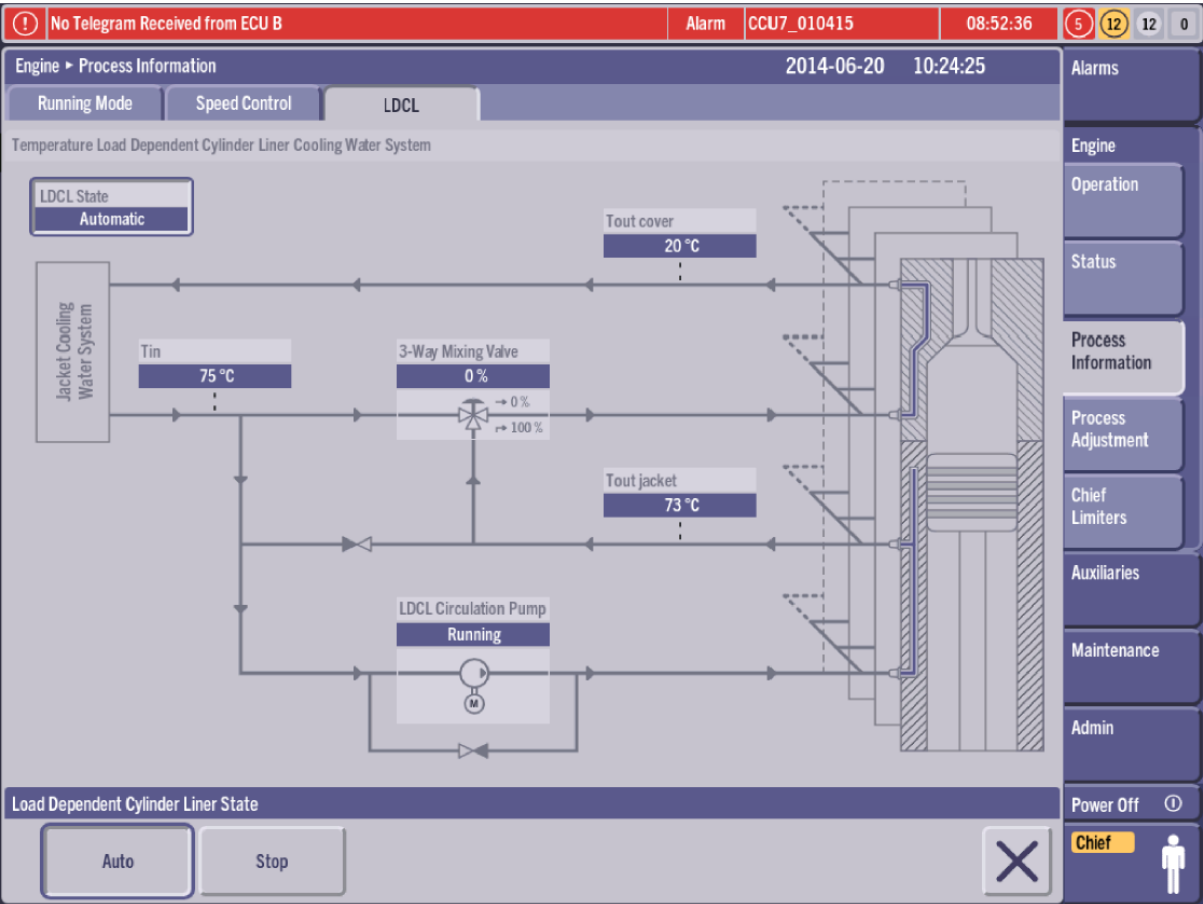 No Telegram Received from ECU B Alarm CCU7_010415 08:52:36 5 12 12 0
Engine ▸ Process Information 2014-06-20 10:24:25
Alarms
Running Mode Speed Control LDCL
Temperature Load Dependent Cylinder Liner Cooling Water System
Engine
Operation
Status
Process
Information
Process
Adjustment
Chief
Limiters
Auxiliaries
Maintenance
Admin
LDCL State
Automatic
Tout cover
20 °C
Jacket Cooling
Water System
Tin
75 °C
3-Way Mixing Valve
0 %
→ 0 %
↱ 100 %
Tout jacket
73 °C
LDCL Circulation Pump
Running
M
Load Dependent Cylinder Liner State
Auto Stop
Power Off
Chief